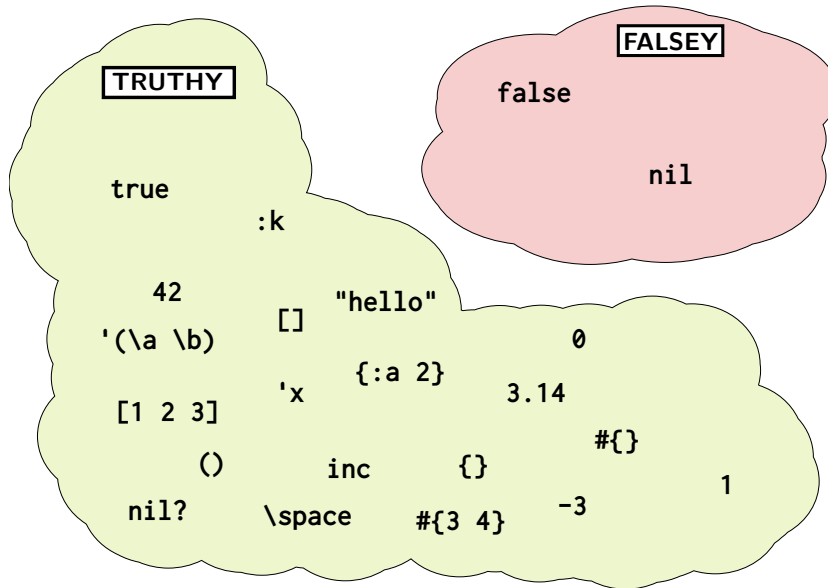 TRUTHY
true
:k
42
"hello"
[]
'(\a \b)
0
{:a 2}
'x
3.14
[1 2 3]
#{}
()
inc
{}
1
nil?
\space
#{3 4}
-3
FALSEY
false
nil